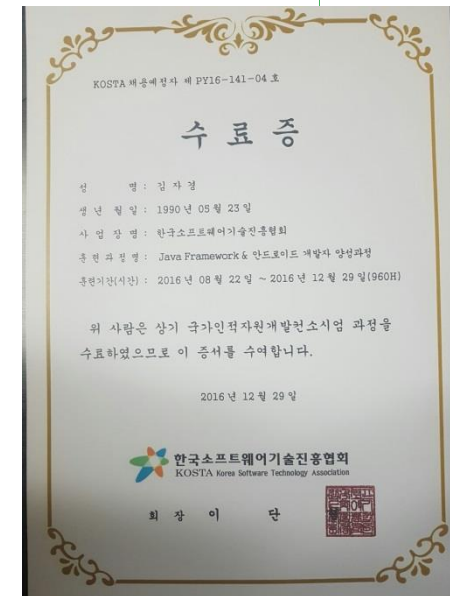 KOSTA 채용예정자 제 PY16-141-04 호
수 료 증
성 명 : 김 자 경
생 년 월 일 : 1990 년 05 월 23 일
사 업 장 명 : 한국소프트웨어기술진흥협회
훈 련 과 정 명 : Java Framework & 안드로이드 개발자 양성과정
훈련기간(시간) : 2016 년 08 월 22 일 ~ 2016 년 12 월 29 일(960H)
위 사람은 상기 국가인적자원개발컨소시엄 과정을
수료하였으므로 이 증서를 수여합니다.
2016 년 12 월 29 일
한국소프트웨어기술진흥협회
KOSTA Korea Software Technology Association
회 장 이 단